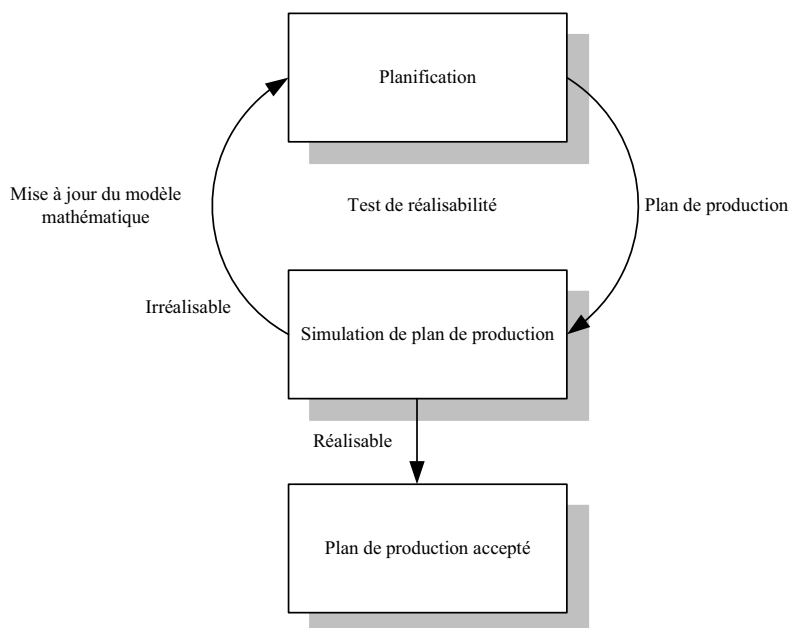 Planification
Mise à jour du modèle
mathématique
Test de réalisabilité
Plan de production
Irréalisable
Simulation de plan de production
Réalisable
Plan de production accepté